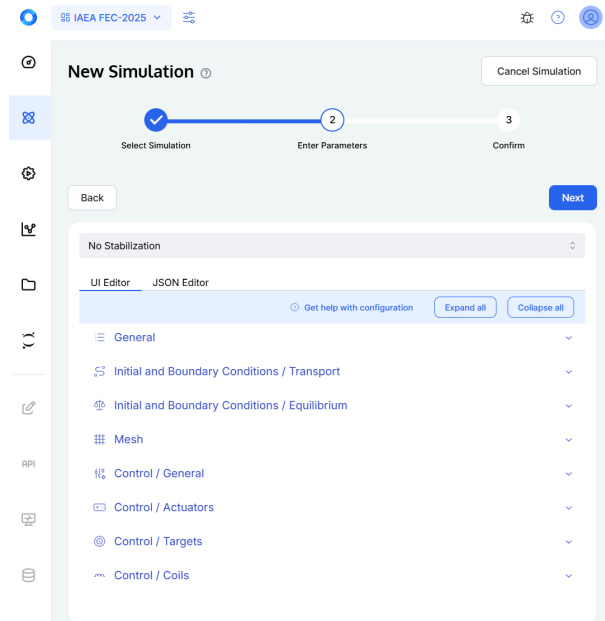 IAEA FEC-2025
New Simulation
Cancel Simulation
2
3
Select Simulation
Enter Parameters
Confirm
Back
Next
No Stabilization
UI Editor
JSON Editor
Get help with configuration
Expand all
Collapse all
General
Initial and Boundary Conditions / Transport
Initial and Boundary Conditions / Equilibrium
Mesh
Control / General
Control / Actuators
Control / Targets
Control / Coils
API